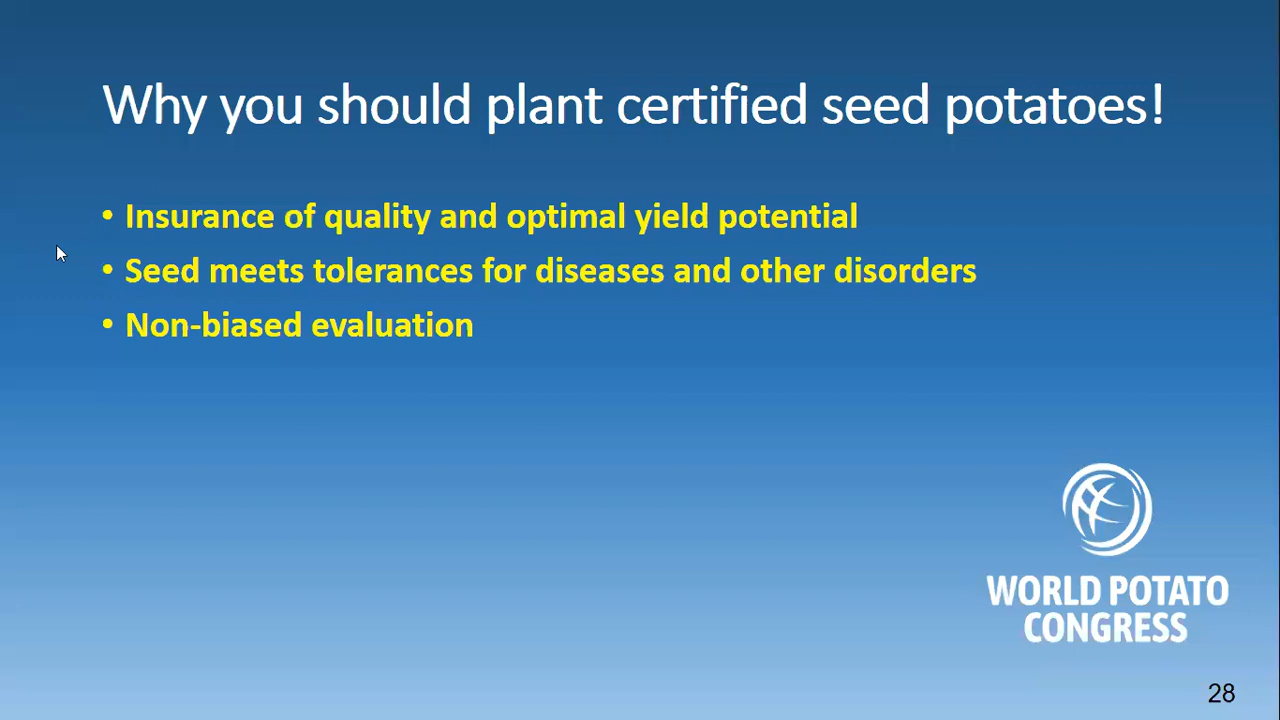 Why you should plant certified seed potatoes!
• Insurance of quality and optimal yield potential
• Seed meets tolerances for diseases and other disorders
• Non-biased evaluation
WORLD POTATO
CONGRESS
28